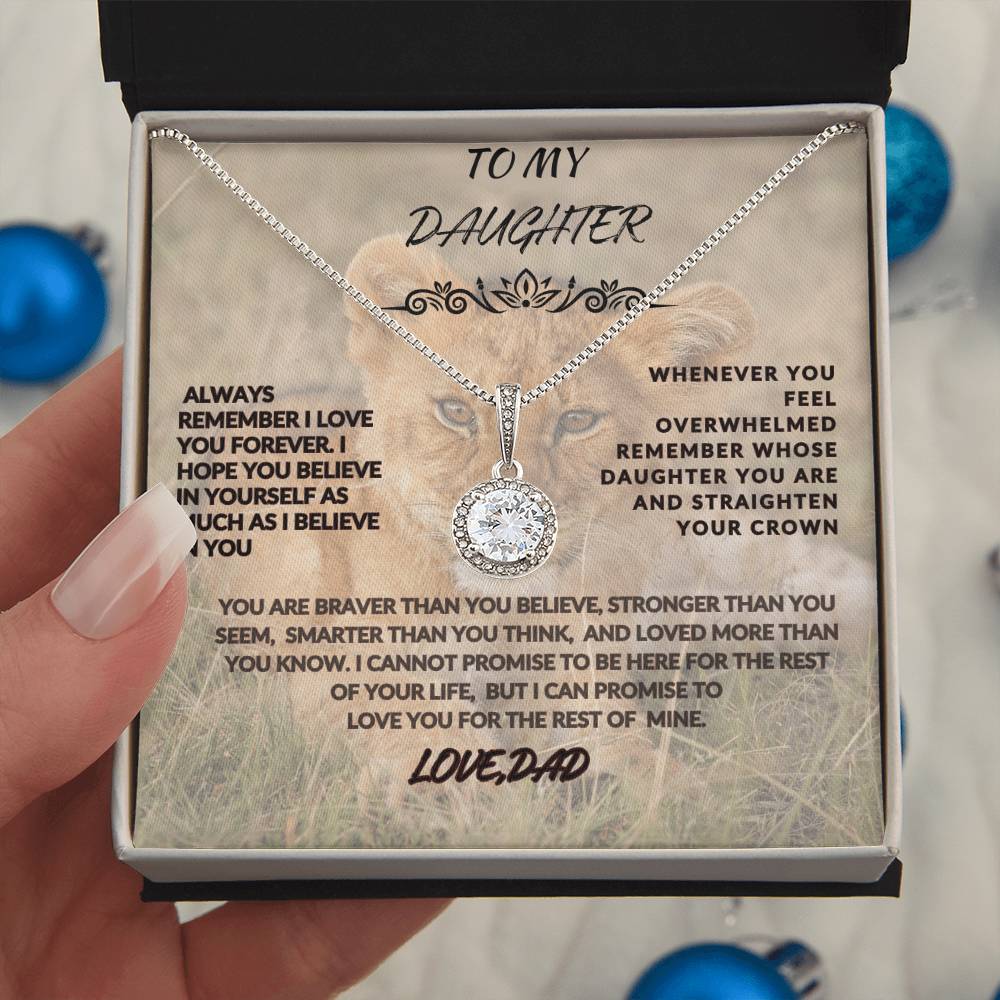 TO MY
DAUGHTER
ALWAYS
REMEMBER I LOVE
YOU FOREVER. I
HOPE YOU BELIEVE
IN YOURSELF AS
MUCH AS I BELIEVE
IN YOU
WHENEVER YOU
FEEL
OVERWHELMED
REMEMBER WHOSE
DAUGHTER YOU ARE
AND STRAIGHTEN
YOUR CROWN
YOU ARE BRAVER THAN YOU BELIEVE, STRONGER THAN YOU
SEEM, SMARTER THAN YOU THINK, AND LOVED MORE THAN
YOU KNOW. I CANNOT PROMISE TO BE HERE FOR THE REST
OF YOUR LIFE, BUT I CAN PROMISE TO
LOVE YOU FOR THE REST OF MINE.
LOVE,DAD